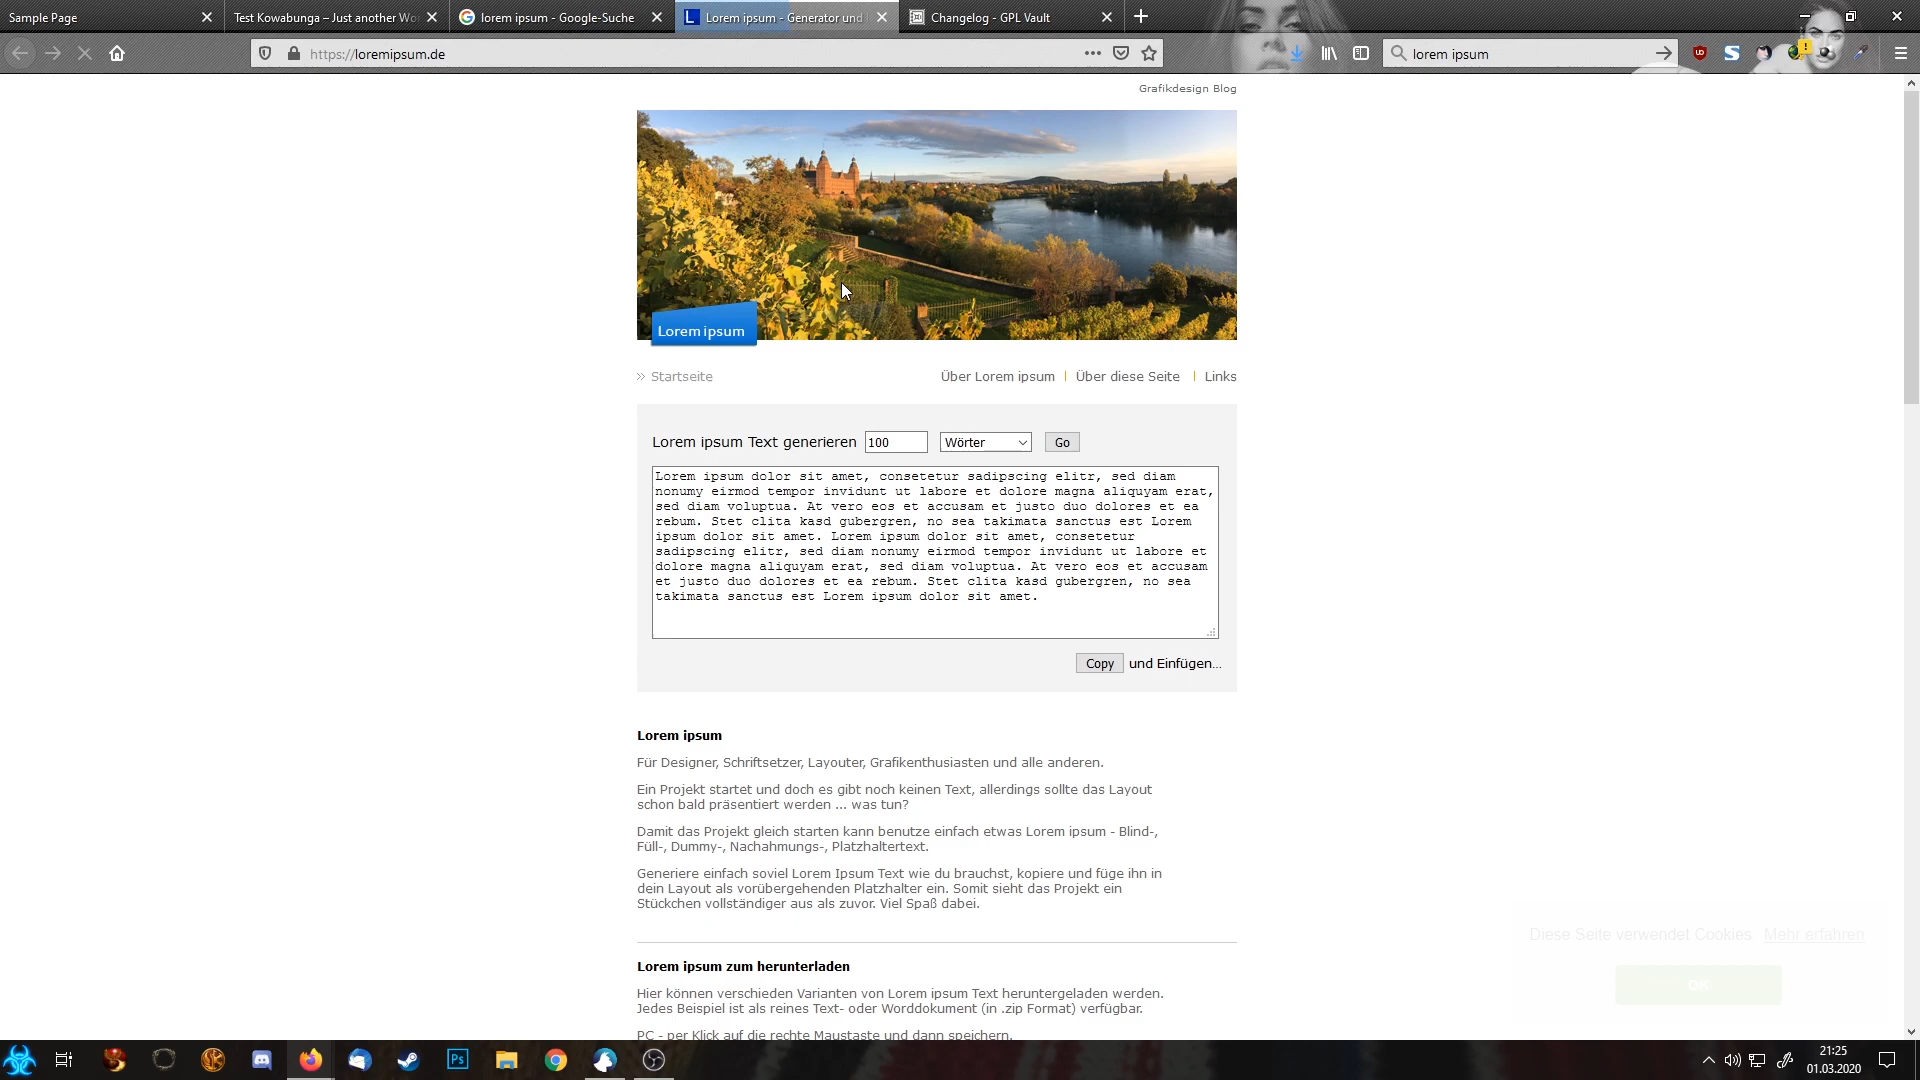 Sample Page
Test Kowabunga – Just another Wo
lorem ipsum - Google-Suche
Lorem ipsum - Generator und
Changelog - GPL Vault
https://loremipsum.de
lorem ipsum
Grafikdesign Blog
Lorem ipsum
Startseite
Über Lorem ipsum
Über diese Seite
Links
Lorem ipsum Text generieren
100
Wörter
Go
Lorem ipsum dolor sit amet, consetetur sadipscing elitr, sed diam
nonumy eirmod tempor invidunt ut labore et dolore magna aliquyam erat,
sed diam voluptua. At vero eos et accusam et justo duo dolores et ea
rebum. Stet clita kasd gubergren, no sea takimata sanctus est Lorem
ipsum dolor sit amet. Lorem ipsum dolor sit amet, consetetur
sadipscing elitr, sed diam nonumy eirmod tempor invidunt ut labore et
dolore magna aliquyam erat, sed diam voluptua. At vero eos et accusam
et justo duo dolores et ea rebum. Stet clita kasd gubergren, no sea
takimata sanctus est Lorem ipsum dolor sit amet.
Copy und Einfügen...
Lorem ipsum
Für Designer, Schriftsetzer, Layouter, Grafikenthusiasten und alle anderen.
Ein Projekt startet und doch es gibt noch keinen Text, allerdings sollte das Layout
schon bald präsentiert werden ... was tun?
Damit das Projekt gleich starten kann benutze einfach etwas Lorem ipsum - Blind-,
Füll-, Dummy-, Nachahmungs-, Platzhaltertext.
Generiere einfach soviel Lorem Ipsum Text wie du brauchst, kopiere und füge ihn in
dein Layout als vorübergehenden Platzhalter ein. Somit sieht das Projekt ein
Stückchen vollständiger aus als zuvor. Viel Spaß dabei.
Diese Seite verwendet Cookies Mehr erfahren
OK
Lorem ipsum zum herunterladen
Hier können verschieden Varianten von Lorem ipsum Text heruntergeladen werden.
Jedes Beispiel ist als reines Text- oder Worddokument (in .zip Format) verfügbar.
PC - per Klick auf die rechte Maustaste und dann speichern.
Ps
21:25
01.03.2020